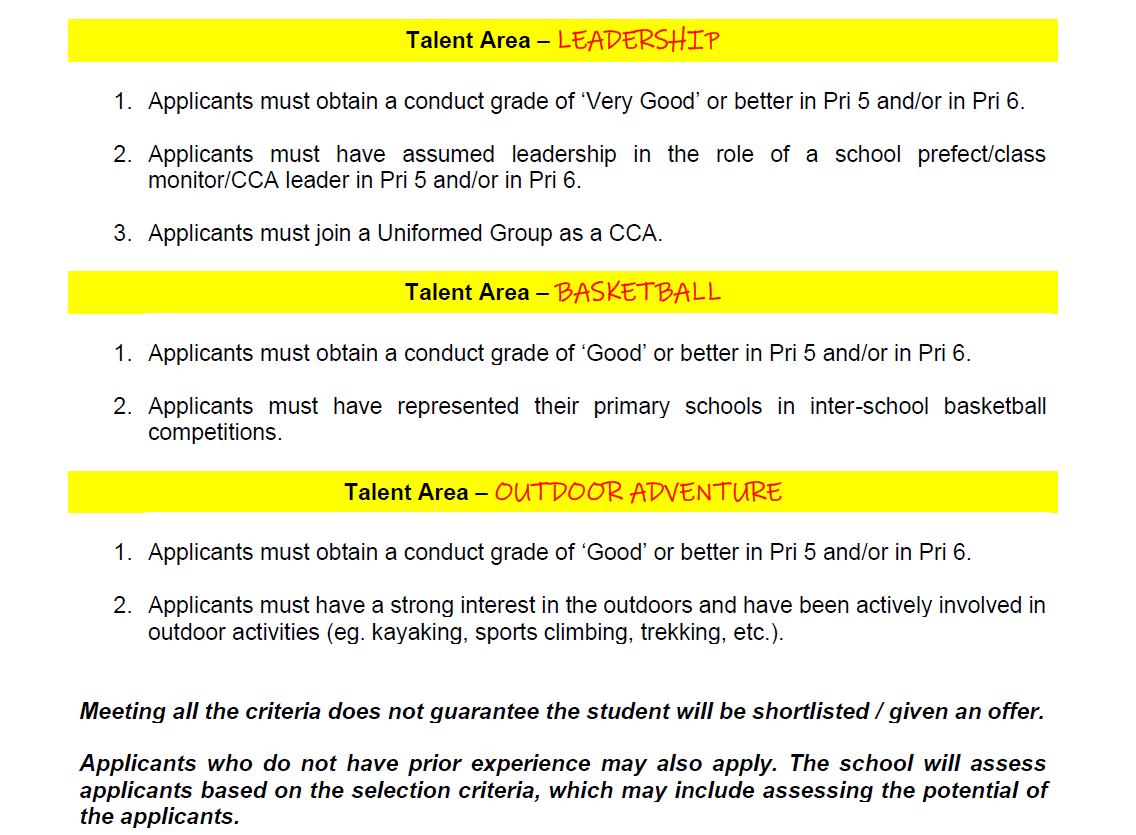 Talent Area – LEADERSHIP
1. Applicants must obtain a conduct grade of ‘Very Good’ or better in Pri 5 and/or in Pri 6.
2. Applicants must have assumed leadership in the role of a school prefect/class
monitor/CCA leader in Pri 5 and/or in Pri 6.
3. Applicants must join a Uniformed Group as a CCA.
Talent Area – BASKETBALL
1. Applicants must obtain a conduct grade of ‘Good’ or better in Pri 5 and/or in Pri 6.
2. Applicants must have represented their primary schools in inter-school basketball
competitions.
Talent Area – OUTDOOR ADVENTURE
1. Applicants must obtain a conduct grade of ‘Good’ or better in Pri 5 and/or in Pri 6.
2. Applicants must have a strong interest in the outdoors and have been actively involved in
outdoor activities (eg. kayaking, sports climbing, trekking, etc.).
Meeting all the criteria does not guarantee the student will be shortlisted / given an offer.
Applicants who do not have prior experience may also apply. The school will assess
applicants based on the selection criteria, which may include assessing the potential of
the applicants.